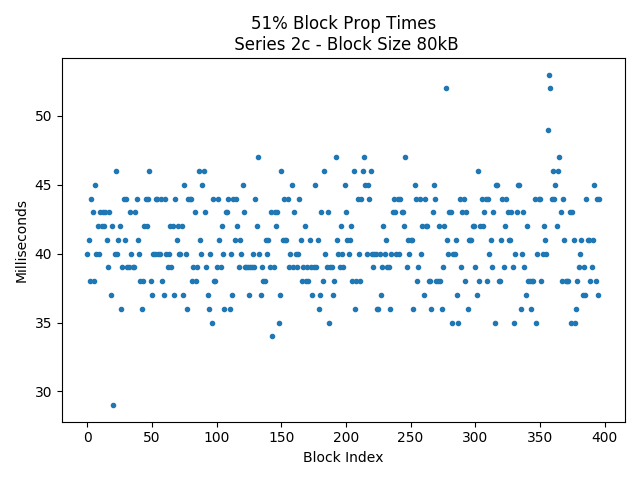 51% Block Prop Times
Series 2c - Block Size 80kB
Milliseconds
50
45
40
35
30
0 50 100 150 200 250 300 350 400
Block Index